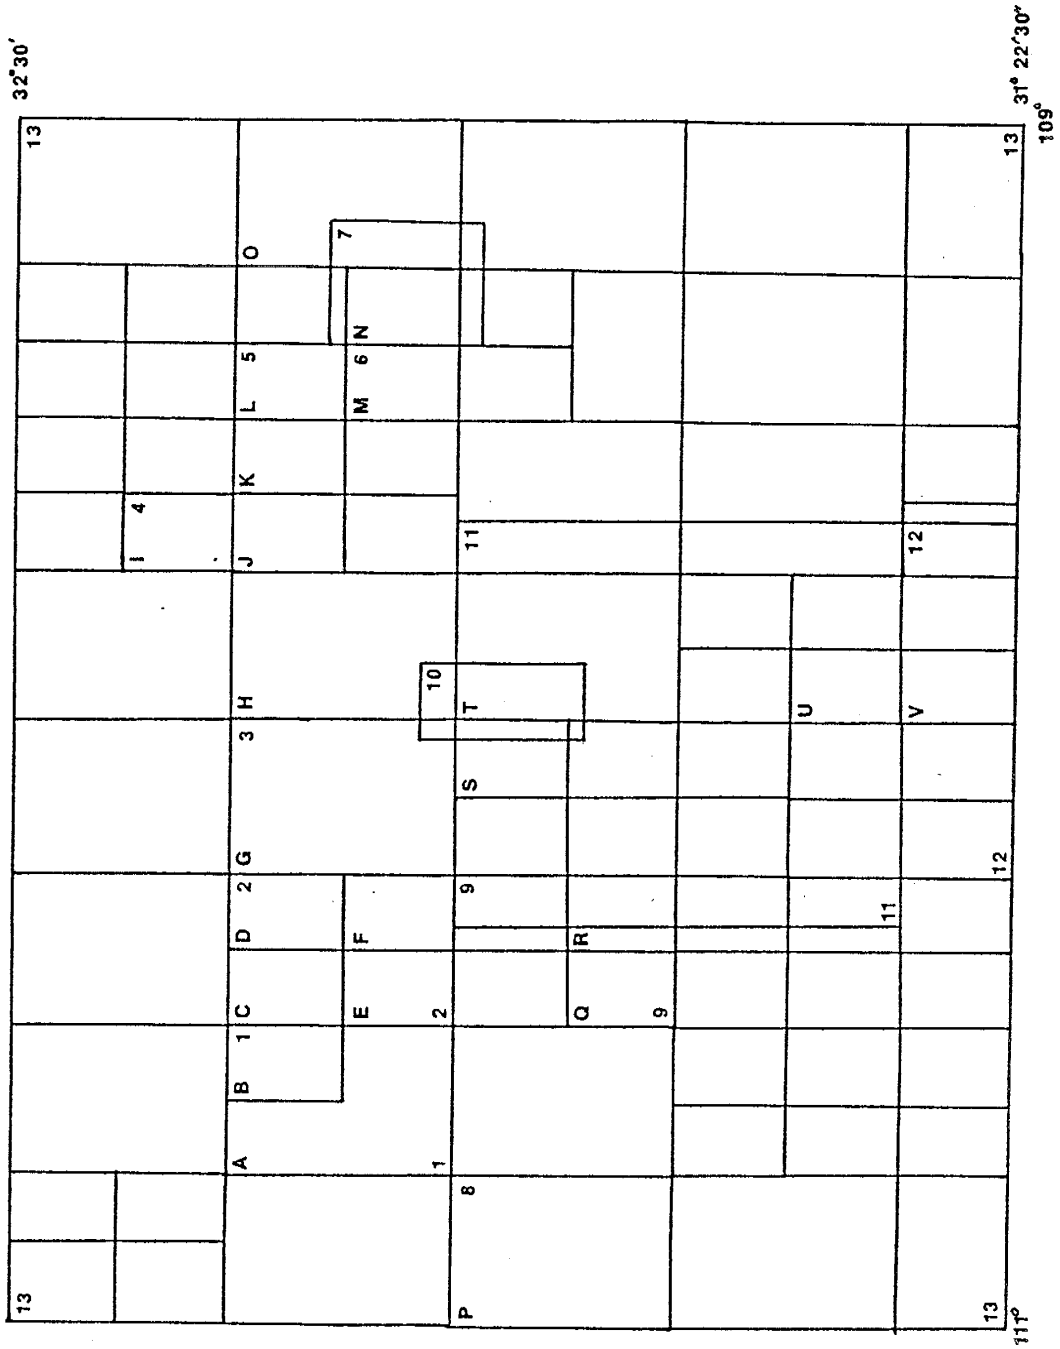 13 13 32°30′
I 4
A B 1 C D 2 G 3 H J K L 5 O
7
E F M 6 N
1 2 10
P 8 9 S T 11
Q R
9
U
11
V 12
13 12 13 31° 22′30″
111° 109°